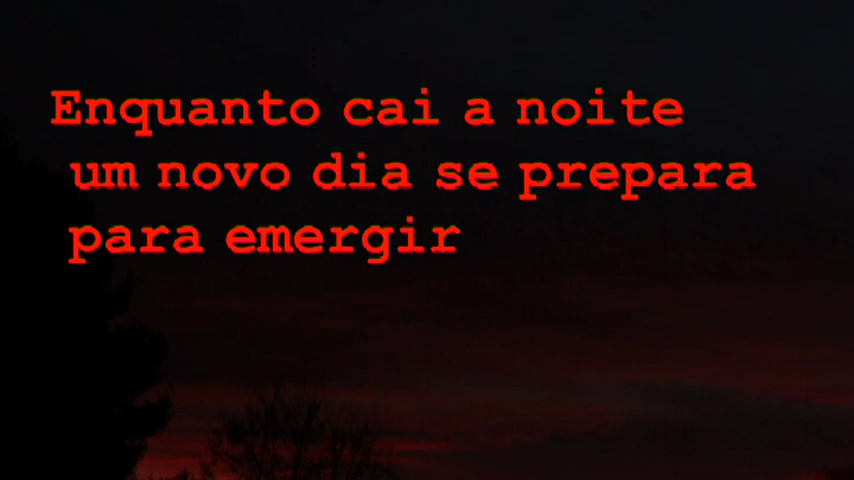 Enquanto cai a noite
um novo dia se prepara
para emergir